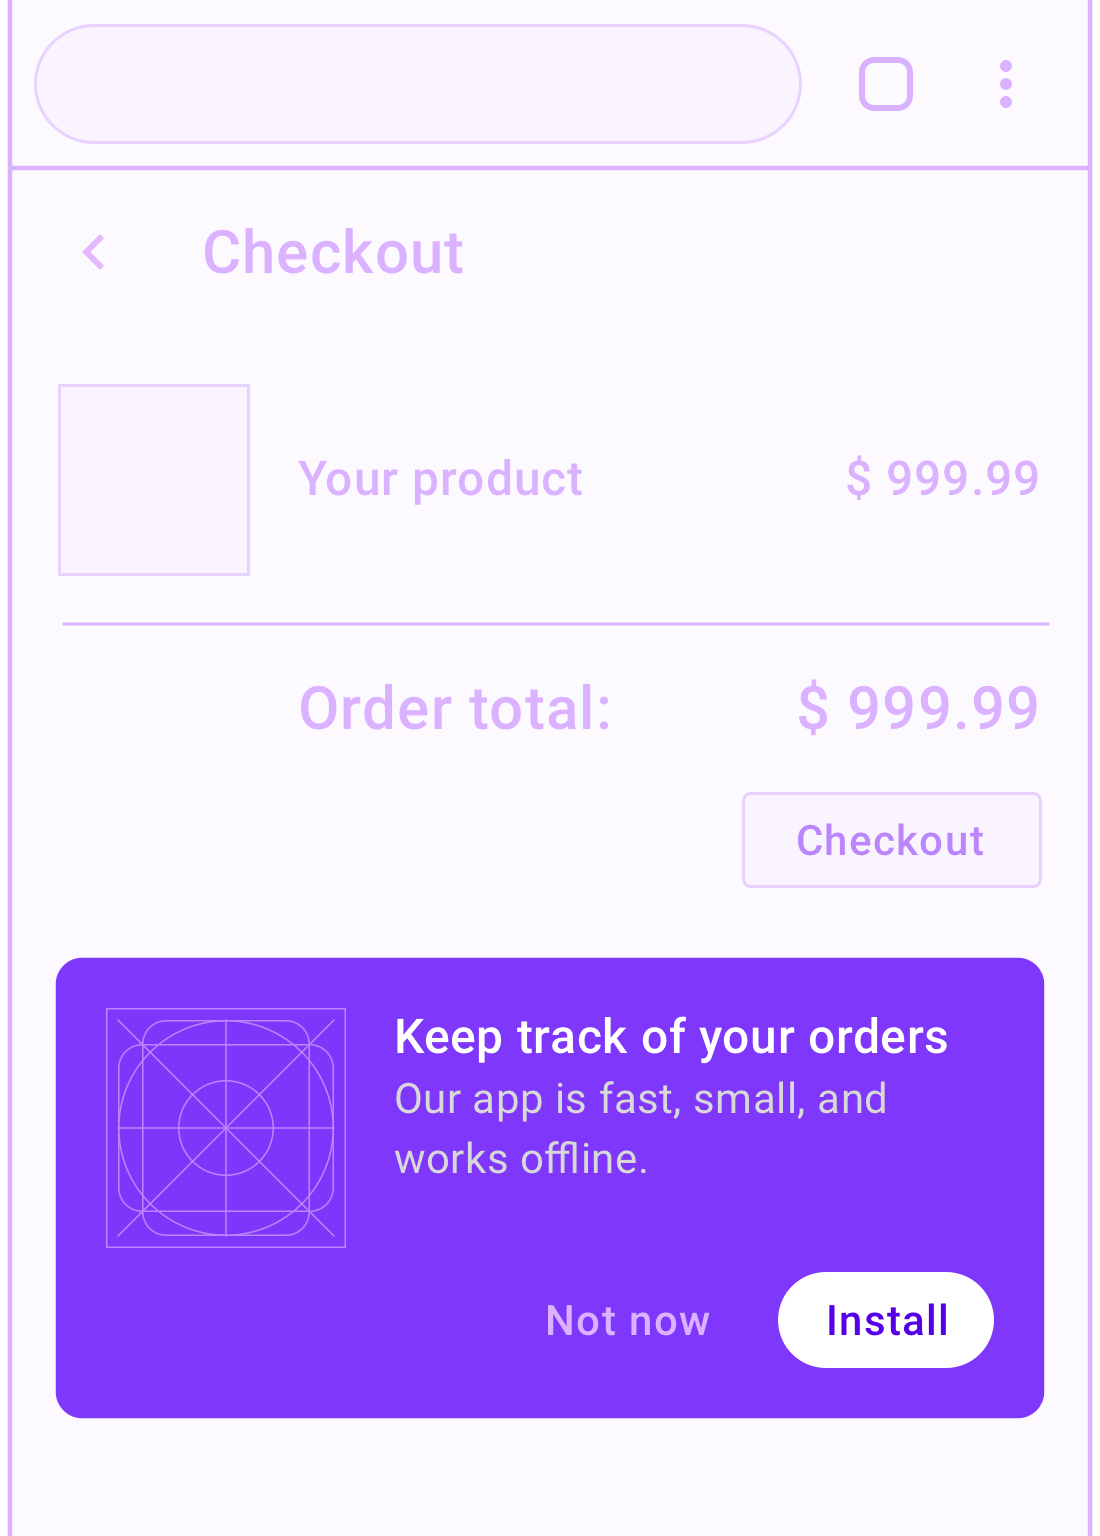 Checkout
Your product $ 999.99
Order total: $ 999.99
Checkout
Keep track of your orders
Our app is fast, small, and
works offline.
Not now Install